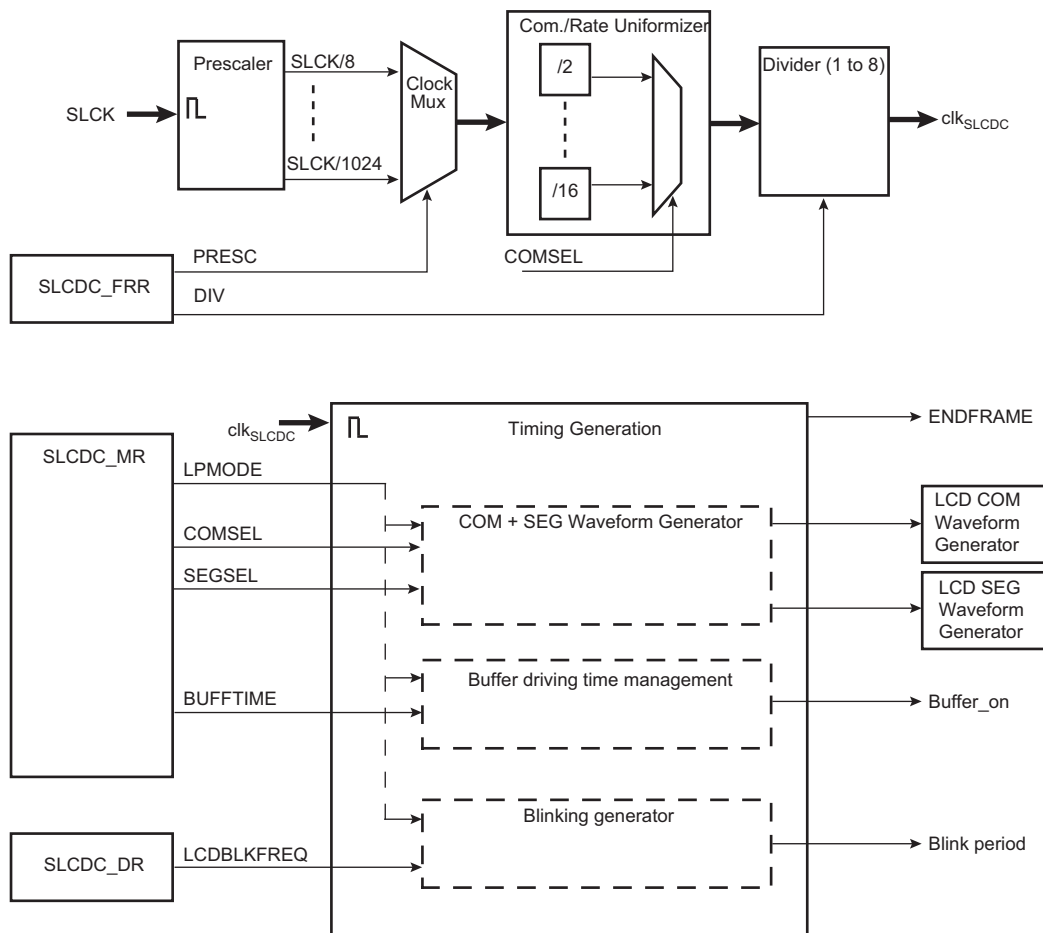 Com./Rate Uniformizer
Prescaler
SLCK/8
SLCK
SLCK/1024
Clock
Mux
/2
/16
Divider (1 to 8)
clkSLCDC
COMSEL
SLCDC_FRR
PRESC
DIV
clkSLCDC
Timing Generation
ENDFRAME
SLCDC_MR
LPMODE
COMSEL
SEGSEL
BUFFTIME
COM + SEG Waveform Generator
LCD COM
Waveform
Generator
LCD SEG
Waveform
Generator
Buffer driving time management
Buffer_on
Blinking generator
Blink period
SLCDC_DR
LCDBLKFREQ